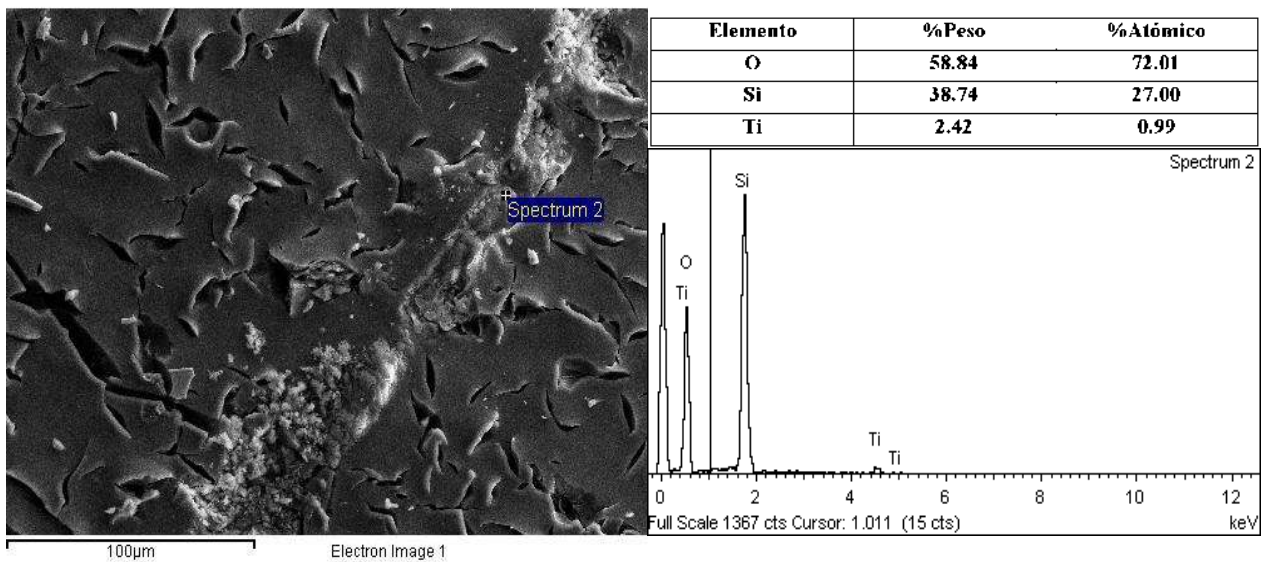 Elemento %Peso %Atómico
O 58.84 72.01
Si 38.74 27.00
Ti 2.42 0.99
Spectrum 2
Spectrum 2
Si
O
Ti
Ti
Ti
0 2 4 6 8 10 12
Full Scale 1367 cts Cursor: 1.011 (15 cts) keV
100µm Electron Image 1